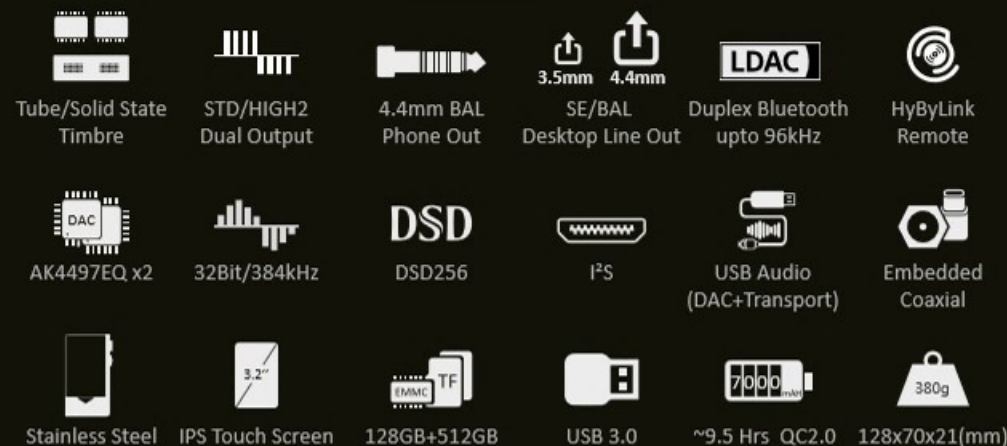 3.5mm 4.4mm LDAC
Tube/Solid State STD/HIGH2 4.4mm BAL SE/BAL Duplex Bluetooth HyByLink
Timbre Dual Output Phone Out Desktop Line Out upto 96kHz Remote
DAC DSD
AK4497EQ x2 32Bit/384kHz DSD256 I²S USB Audio Embedded
(DAC+Transport) Coaxial
3.2” EMMC TF 7000mAH 380g
Stainless Steel IPS Touch Screen 128GB+512GB USB 3.0 ~9.5 Hrs QC2.0 128x70x21(mm)